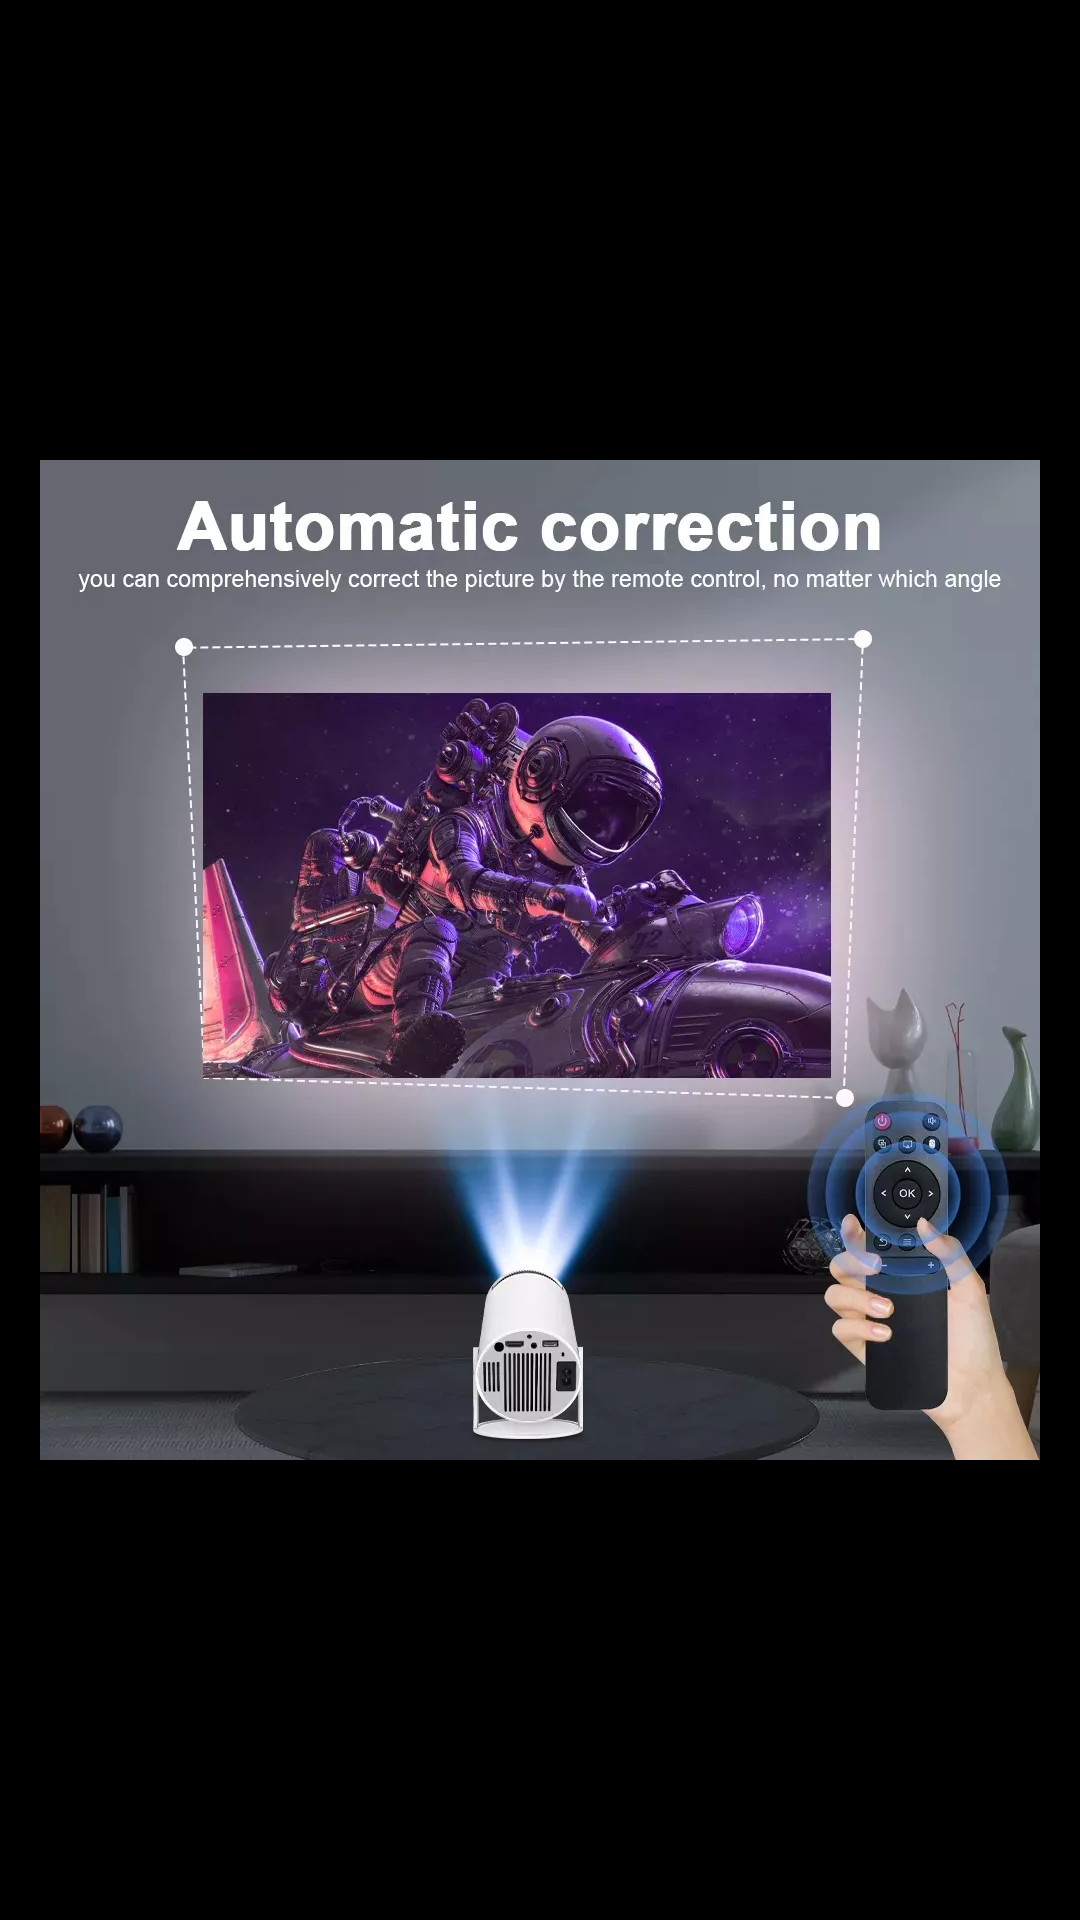 Automatic correction
you can comprehensively correct the picture by the remote control, no matter which angle
OK